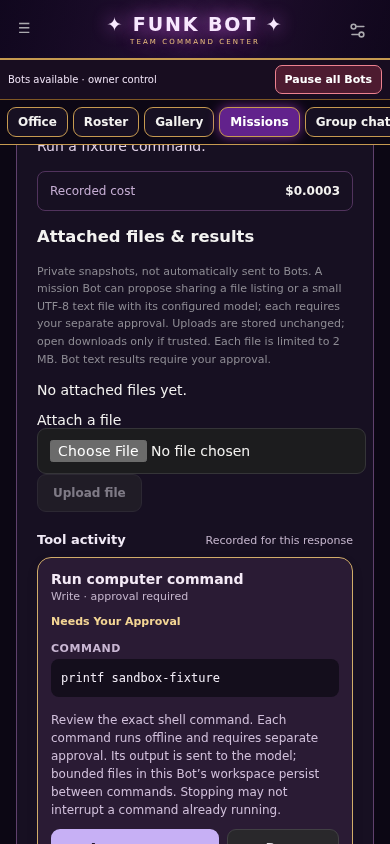 ✦ FUNK BOT ✦
TEAM COMMAND CENTER
Bots available · owner control
Pause all Bots
Office Roster Gallery Missions Group chat
Run a fixture command.
Recorded cost $0.0003
Attached files & results
Private snapshots, not automatically sent to Bots. A
mission Bot can propose sharing a file listing or a small
UTF-8 text file with its configured model; each requires
your separate approval. Uploads are stored unchanged;
open downloads only if trusted. Each file is limited to 2
MB. Bot text results require your approval.
No attached files yet.
Attach a file
Choose File No file chosen
Upload file
Tool activity Recorded for this response
Run computer command
Write · approval required
Needs Your Approval
COMMAND
printf sandbox-fixture
Review the exact shell command. Each
command runs offline and requires separate
approval. Its output is sent to the model;
bounded files in this Bot's workspace persist
between commands. Stopping may not
interrupt a command already running.